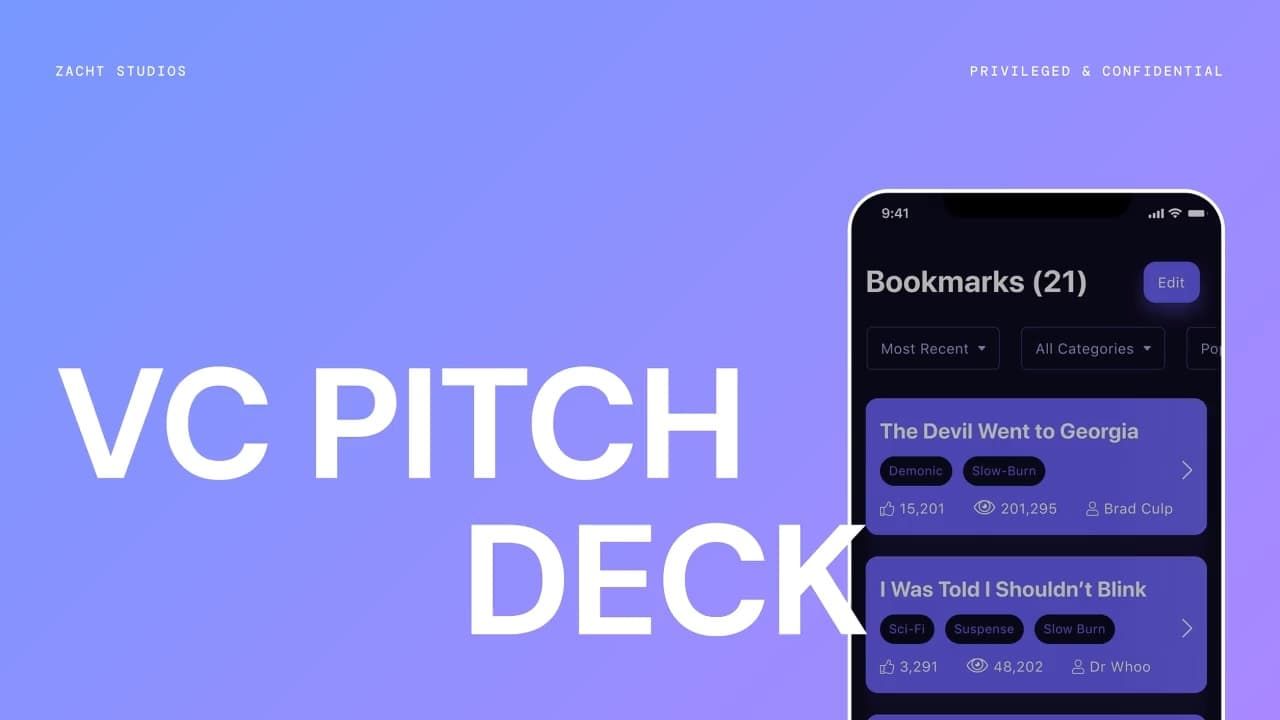 ZACHT STUDIOS
PRIVILEGED & CONFIDENTIAL
VC PITCH
DECK
9:41
Bookmarks (21)
Edit
Most Recent
All Categories
The Devil Went to Georgia
Demonic
Slow-Burn
15,201
201,295
Brad Culp
I Was Told I Shouldn’t Blink
Sci-Fi
Suspense
Slow Burn
3,291
48,202
Dr Whoo